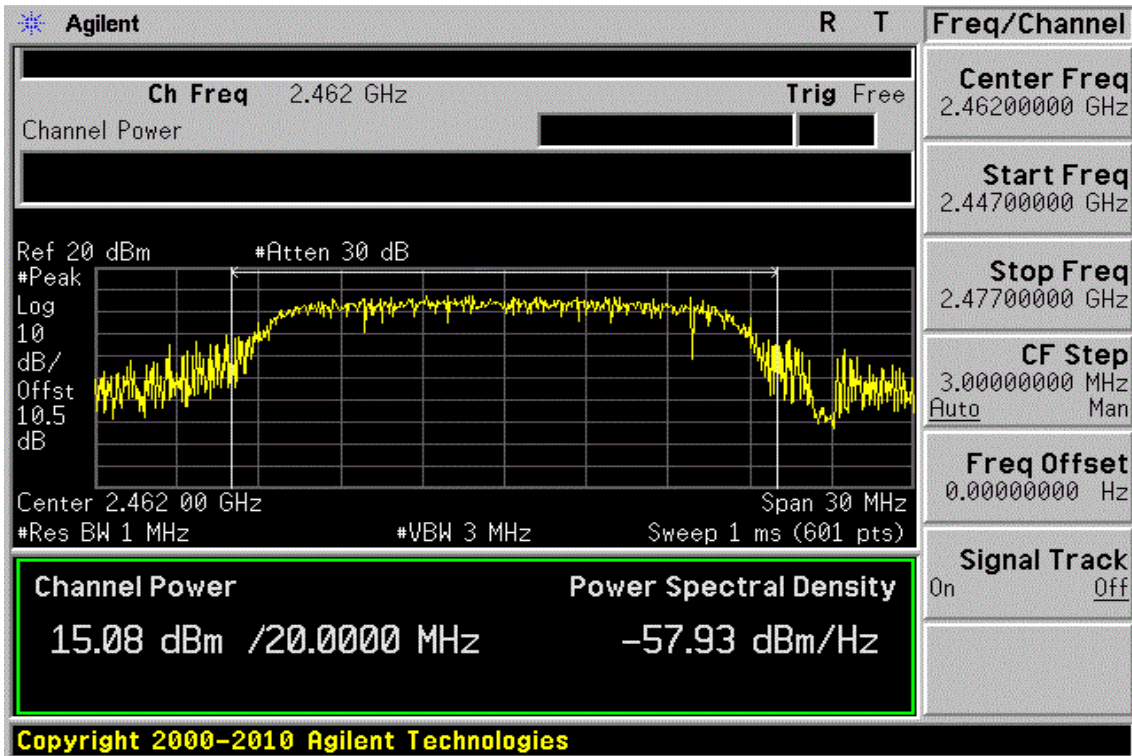 Agilent R T
Ch Freq 2.462 GHz Trig Free
Channel Power
Ref 20 dBm #Atten 30 dB
#Peak
Log
10
dB/
Offst
10.5
dB
Center 2.462 00 GHz Span 30 MHz
#Res BW 1 MHz #VBW 3 MHz Sweep 1 ms (601 pts)
Channel Power Power Spectral Density
15.08 dBm /20.0000 MHz -57.93 dBm/Hz
Copyright 2000-2010 Agilent Technologies
Freq/Channel
Center Freq
2.46200000 GHz
Start Freq
2.44700000 GHz
Stop Freq
2.47700000 GHz
CF Step
3.00000000 MHz
Auto Man
Freq Offset
0.00000000 Hz
Signal Track
On Off